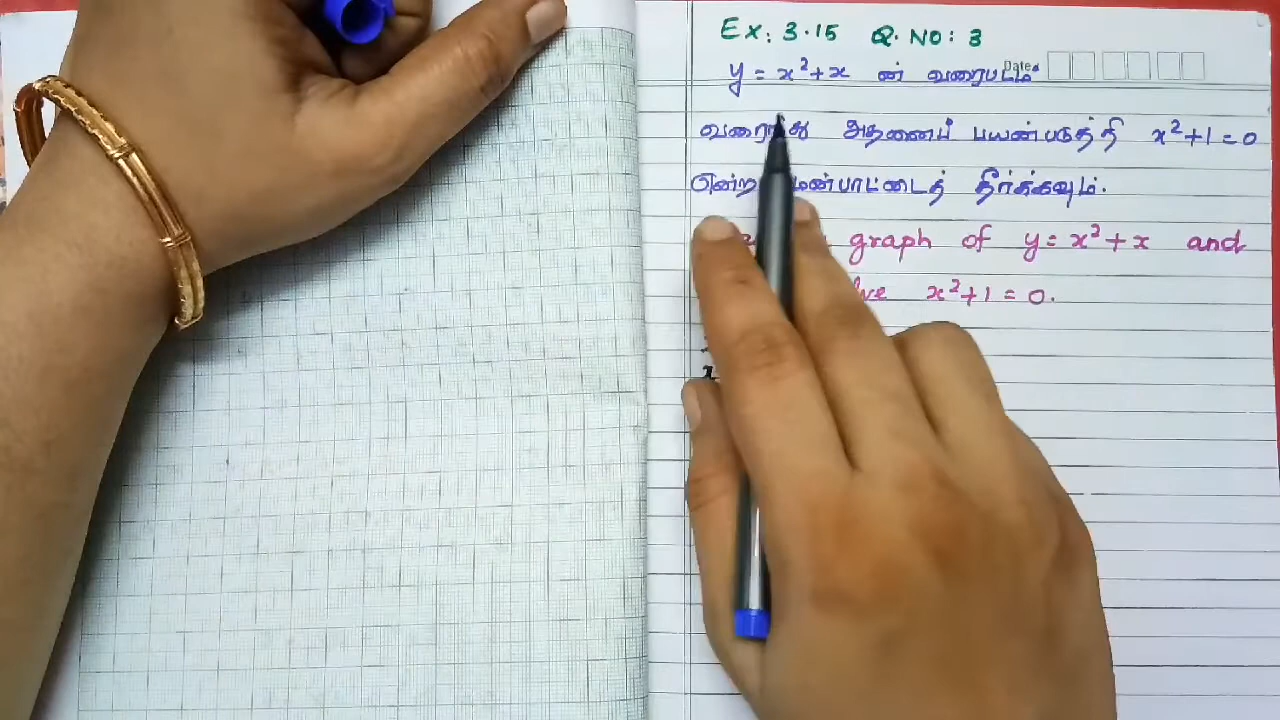 Ex: 3.15 Q. NO: 3
y = x²+x ன் வரைபடம்
Date
அதனைப் பயன்படுத்தி x²+1=0
தீர்க்கவும்.
graph of y=x²+x and
x²+1=0.